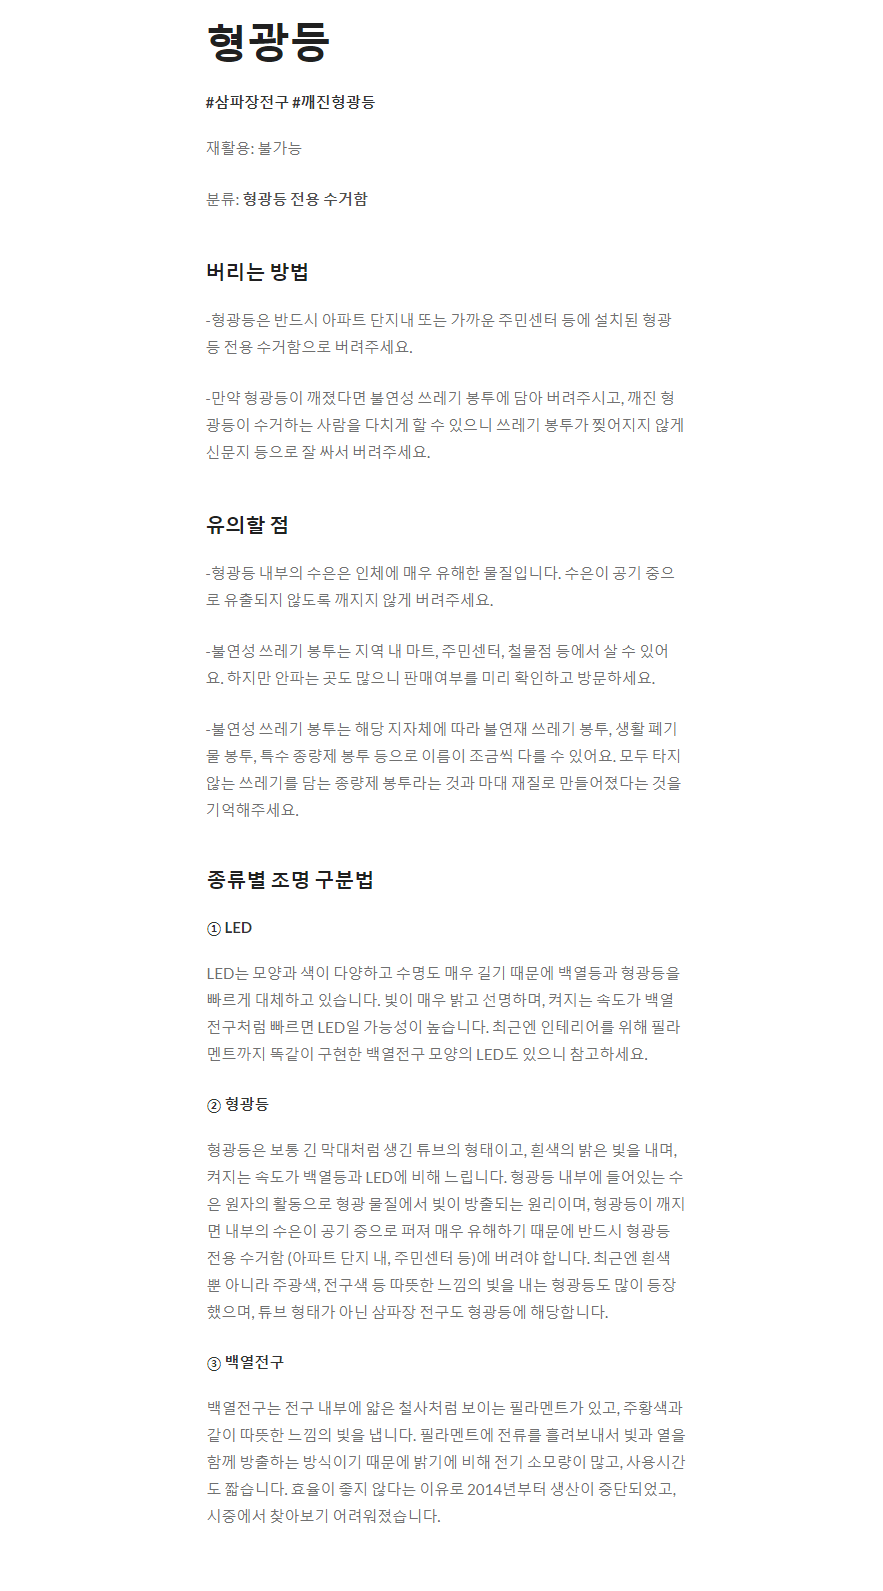 형광등
#삼파장전구 #깨진형광등
재활용: 불가능
분류: 형광등 전용 수거함
버리는 방법
-형광등은 반드시 아파트 단지내 또는 가까운 주민센터 등에 설치된 형광
등 전용 수거함으로 버려주세요.
-만약 형광등이 깨졌다면 불연성 쓰레기 봉투에 담아 버려주시고, 깨진 형
광등이 수거하는 사람을 다치게 할 수 있으니 쓰레기 봉투가 찢어지지 않게
신문지 등으로 잘 싸서 버려주세요.
유의할 점
-형광등 내부의 수은은 인체에 매우 유해한 물질입니다. 수은이 공기 중으
로 유출되지 않도록 깨지지 않게 버려주세요.
-불연성 쓰레기 봉투는 지역 내 마트, 주민센터, 철물점 등에서 살 수 있어
요. 하지만 안파는 곳도 많으니 판매여부를 미리 확인하고 방문하세요.
-불연성 쓰레기 봉투는 해당 지자체에 따라 불연재 쓰레기 봉투, 생활 폐기
물 봉투, 특수 종량제 봉투 등으로 이름이 조금씩 다를 수 있어요. 모두 타지
않는 쓰레기를 담는 종량제 봉투라는 것과 마대 재질로 만들어졌다는 것을
기억해주세요.
종류별 조명 구분법
① LED
LED는 모양과 색이 다양하고 수명도 매우 길기 때문에 백열등과 형광등을
빠르게 대체하고 있습니다. 빛이 매우 밝고 선명하며, 켜지는 속도가 백열
전구처럼 빠르면 LED일 가능성이 높습니다. 최근엔 인테리어를 위해 필라
멘트까지 똑같이 구현한 백열전구 모양의 LED도 있으니 참고하세요.
② 형광등
형광등은 보통 긴 막대처럼 생긴 튜브의 형태이고, 흰색의 밝은 빛을 내며,
켜지는 속도가 백열등과 LED에 비해 느립니다. 형광등 내부에 들어있는 수
은 원자의 활동으로 형광 물질에서 빛이 방출되는 원리이며, 형광등이 깨지
면 내부의 수은이 공기 중으로 퍼져 매우 유해하기 때문에 반드시 형광등
전용 수거함 (아파트 단지 내, 주민센터 등)에 버려야 합니다. 최근엔 흰색
뿐 아니라 주광색, 전구색 등 따뜻한 느낌의 빛을 내는 형광등도 많이 등장
했으며, 튜브 형태가 아닌 삼파장 전구도 형광등에 해당합니다.
③ 백열전구
백열전구는 전구 내부에 얇은 철사처럼 보이는 필라멘트가 있고, 주황색과
같이 따뜻한 느낌의 빛을 냅니다. 필라멘트에 전류를 흘려보내서 빛과 열을
함께 방출하는 방식이기 때문에 밝기에 비해 전기 소모량이 많고, 사용시간
도 짧습니다. 효율이 좋지 않다는 이유로 2014년부터 생산이 중단되었고,
시중에서 찾아보기 어려워졌습니다.